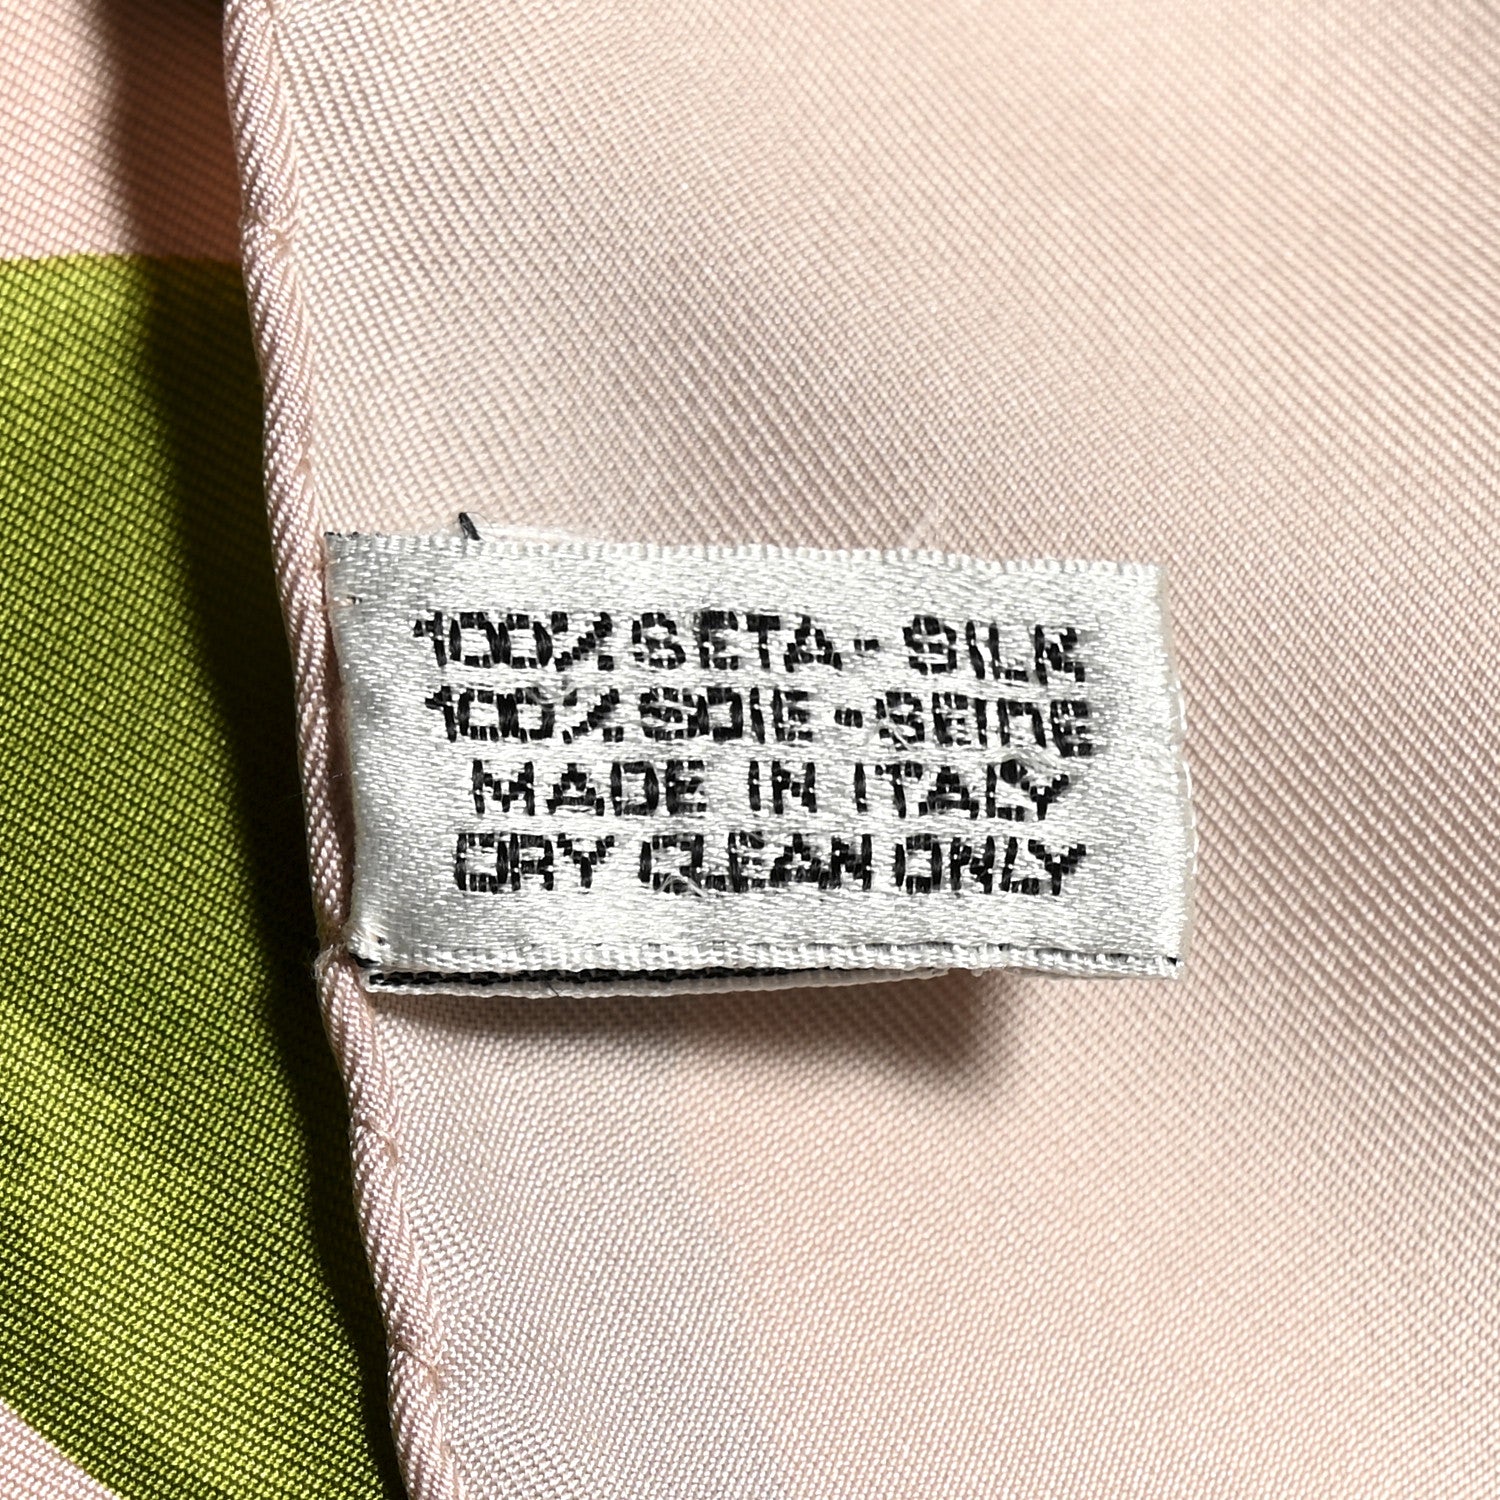 100% SETA - SILK
100% SOIE - SEIDE
MADE IN ITALY
DRY CLEAN ONLY